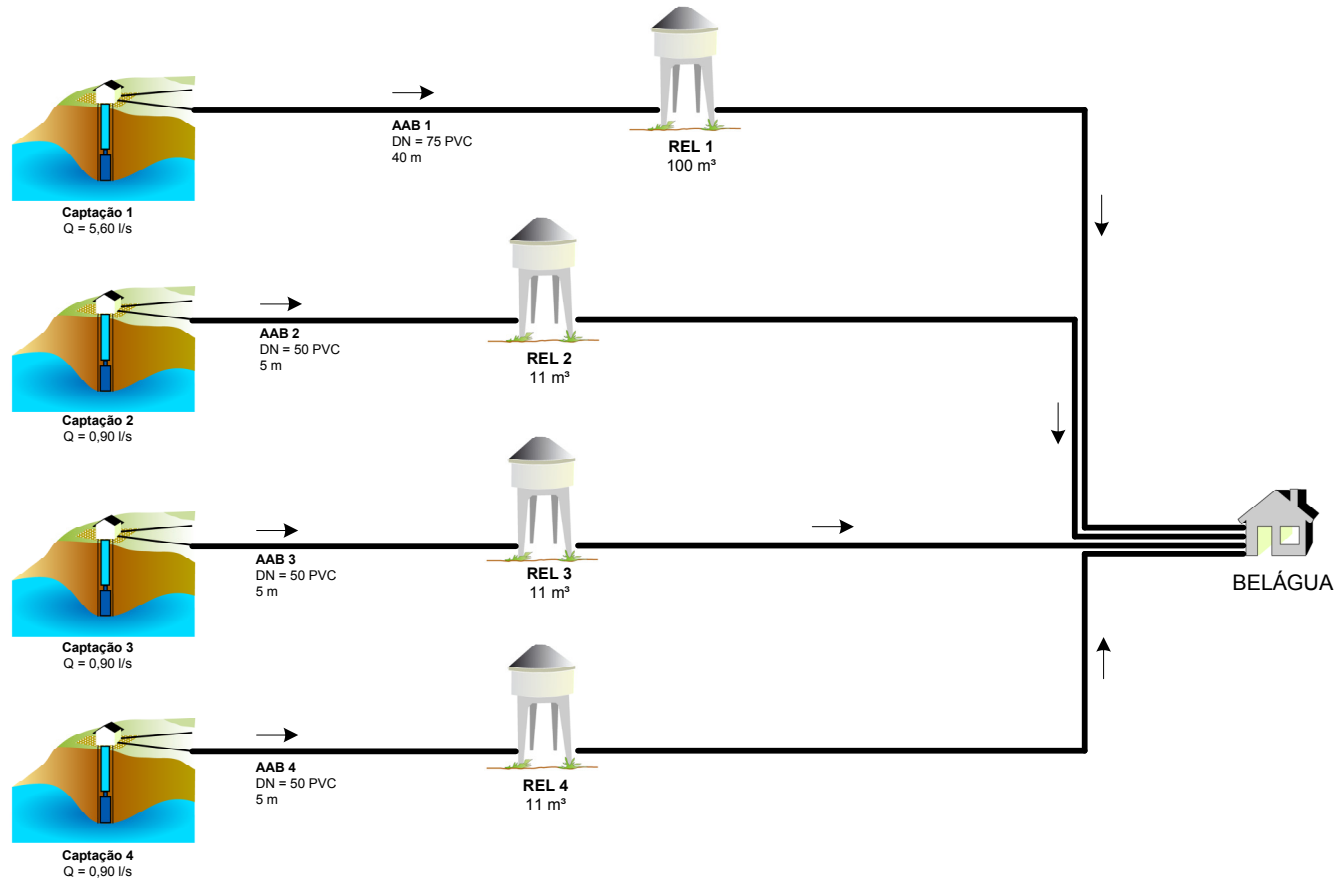 AAB 1
DN = 75 PVC
40 m
REL 1
100 m³
Captação 1
Q = 5,60 l/s
AAB 2
DN = 50 PVC
5 m
REL 2
11 m³
Captação 2
Q = 0,90 l/s
AAB 3
DN = 50 PVC
5 m
REL 3
11 m³
BELÁGUA
Captação 3
Q = 0,90 l/s
AAB 4
DN = 50 PVC
5 m
REL 4
11 m³
Captação 4
Q = 0,90 l/s